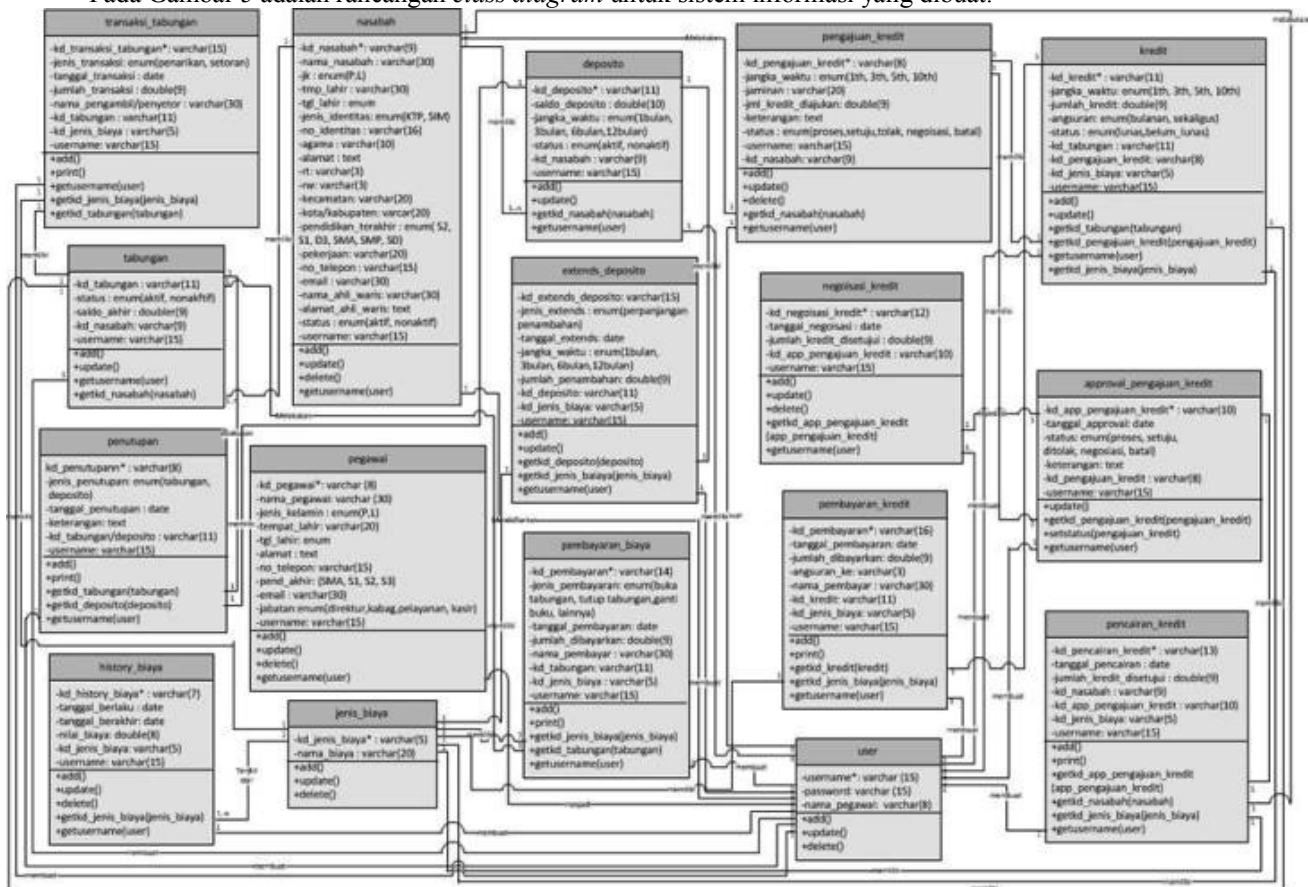 Pada Gambar 5 adalah rancangan class diagram untuk sistem informasi yang dibuat.
transaksi_tabungan
-kd_transaksi_tabungan*: varchar(15)
-jenis_transaksi: enum(penarikan, setoran)
-tanggal_transaksi : date
-jumlah_transaksi : double(9)
-nama_pengambil/penyetor : varchar(30)
-kd_tabungan : varchar(11)
-kd_jenis_biaya : varchar(5)
-username: varchar(15)
+add()
+print()
+getusername(user)
+getkd_jenis_biaya(jenis_biaya)
+getkd_tabungan(tabungan)
nasabah
-kd_nasabah*: varchar(9)
-nama_nasabah : varchar(30)
-jk : enum(P,L)
-tmp_lahir: varchar(30)
-tgl_lahir : enum
-jenis_identitas: enum(KTP, SIM)
-no_identitas : varchar(16)
-agama : varchar(10)
-alamat : text
-rt: varchar(3)
-rw: varchar(3)
-kecamatan: varchar(20)
-kota/kabupaten: varcar(20)
-pendidikan_terakhir : enum( S2,
S1, D3, SMA, SMP, SD)
-pekerjaan: varchar(20)
-no_telepon : varchar(15)
-email : varchar(30)
-nama_ahli_waris: varchar(30)
-alamat_ahli_waris: text
-status : enum(aktif, nonaktif)
-username: varchar(15)
+add()
+update()
+delete()
+getusername(user)
deposito
-kd_deposito*: varchar(11)
-saldo_deposito : double(10)
-jangka_waktu : enum(1bulan,
3bulan, 6bulan,12bulan)
-status : enum(aktif, nonaktif)
-kd_nasabah : varchar(9)
-username: varchar(15)
+add()
+update()
+getkd_nasabah(nasabah)
+getusername(user)
pengajuan_kredit
-kd_pengajuan_kredit*: varchar(8)
-jangka_waktu : enum(1th, 3th, 5th, 10th)
-jaminan : varchar(20)
-jml_kredit_diajukan: double(9)
-keterangan: text
-status : enum(proses,setuju,tolak, negoisasi, batal)
-username: varchar(15)
-kd_nasabah: varchar(9)
+add()
+update()
+delete()
+getkd_nasabah(nasabah)
+getusername(user)
kredit
-kd_kredit* : varchar(11)
-jangka_waktu: enum(1th, 3th, 5th, 10th)
-jumlah_kredit: double(9)
-angsuran: enum(bulanan, sekaligus)
-status : enum(lunas,belum_lunas)
-kd_tabungan : varchar(11)
-kd_pengajuan_kredit: varchar(8)
-kd_jenis_biaya: varchar(5)
-username: varchar(15)
+add()
+update()
+getkd_tabungan(tabungan)
+getkd_pengajuan_kredit(pengajuan_kredit)
+getusername(user)
+getkd_jenis_biaya(jenis_biaya)
tabungan
-kd_tabungan : varchar(11)
-status : enum(aktif, nonakftif)
-saldo_akhir : doubler(9)
-kd_nasabah: varchar(9)
-username: varchar(15)
+add()
+update()
+getusername(user)
+getkd_nasabah(nasabah)
extends_deposito
-kd_extends_deposito: varchar(15)
-jenis_extends : enum(perpanjangan
penambahan)
-tanggal_extends : date
-jangka_waktu : enum(1bulan,
3bulan, 6bulan,12bulan)
-jumlah_penambahan: double(9)
-kd_deposito: varchar(11)
-kd_jenis_biaya: varchar(5)
-username: varchar(15)
+add()
+update()
+getkd_deposito(deposito)
+getkd_jenis_baiaya(jenis_biaya)
+getusername(user)
negoisasi_kredit
-kd_negoisasi_kredit*: varchar(12)
-tanggal_negoisasi : date
-jumlah_kredit_disetujui : double(9)
-kd_app_pengajuan_kredit : varchar(10)
-username: varchar(15)
+add()
+update()
+delete()
+getkd_app_pengajuan_kredit
(app_pengajuan_kredit)
+getusername(user)
approval_pengajuan_kredit
-kd_app_pengajuan_kredit* : varchar(10)
-tanggal_approval: date
-status: enum(proses, setuju,
ditolak, negosiasi, batal)
-keterangan: text
-kd_pengajuan_kredit : varchar(8)
-username: varchar(15)
+update()
+getkd_pengajuan_kredit(pengajuan_kredit)
+setstatus(pengajuan_kredit)
+getusername(user)
penutupan
kd_penutupann* : varchar(8)
-jenis_penutupan: enum(tabungan,
deposito)
-tanggal_penutupan : date
-keterangan: text
-kd_tabungan/deposito : varchar(11)
-username: varchar(15)
+add()
+print()
+getkd_tabungan(tabungan)
+getkd_deposito(deposito)
+getusername(user)
pegawai
-kd_pegawai*: varchar (8)
-nama_pegawai: varchar (30)
-jenis_kelamin: enum(P,L)
-tempat_lahir: varchar(20)
-tgl_lahir: enum
-alamat : text
-no_telepon: varchar(15)
-pend_akhir: (SMA, S1, S2, S3)
-email : varchar(30)
-jabatan:enum(direktur,kabag,pelayanan, kasir)
-username: varchar(15)
+add()
+update()
+delete()
+getusername(user)
pembayaran_biaya
-kd_pembayaran*: varchar(14)
-jenis_pembayaran: enum(buka
tabungan, tutup tabungan,ganti
buku, lainnya)
-tanggal_pembayaran: date
-jumlah_dibayarkan: double(9)
-nama_pembayar : varchar(30)
-kd_tabungan: varchar(11)
-kd_jenis_biaya : varchar(5)
-username: varchar(15)
+add()
+print()
+getkd_jenis_biaya(jenis_biaya)
+getkd_tabungan(tabungan)
+getusername(user)
pembayaran_kredit
-kd_pembayaran*: varchar(16)
-tanggal_pembayaran: date
-jumlah_dibayarkan: double(9)
-angsuran_ke: varchar(3)
-nama_pembayar: varchar(30)
-kd_kredit: varchar(11)
-kd_jenis_biaya: varchar(5)
-username: varchar(15)
+add()
+print()
+getkd_kredit(kredit)
+getkd_jenis_biaya(jenis_biaya)
+getusername(user)
pencairan_kredit
-kd_pencairan_kredit* : varchar(13)
-tanggal_pencairan : date
-jumlah_kredit_disetujui : double(9)
-kd_nasabah : varchar(9)
-kd_app_pengajuan_kredit : varchar(10)
-kd_jenis_biaya: varchar(5)
-username: varchar(15)
+add()
+print()
+getkd_app_pengajuan_kredit
(app_pengajuan_kredit)
+getkd_nasabah(nasabah)
+getkd_jenis_biaya(jenis_biaya)
+getusername(user)
history_biaya
-kd_history_biaya* : varchar(7)
-tanggal_berlaku : date
-tanggal_berakhir: date
-nilai_biaya: double(8)
-kd_jenis_biaya: varchar(5)
-username: varchar(15)
+add()
+update()
+delete()
+getkd_jenis_biaya(jenis_biaya)
+getusername(user)
jenis_biaya
-kd_jenis_biaya* : varchar(5)
-nama_biaya : varchar(20)
+add()
+update()
+delete()
user
-username*: varchar (15)
-password: varchar (15)
-nama_pegawai: varchar(8)
+add()
+update()
+delete()